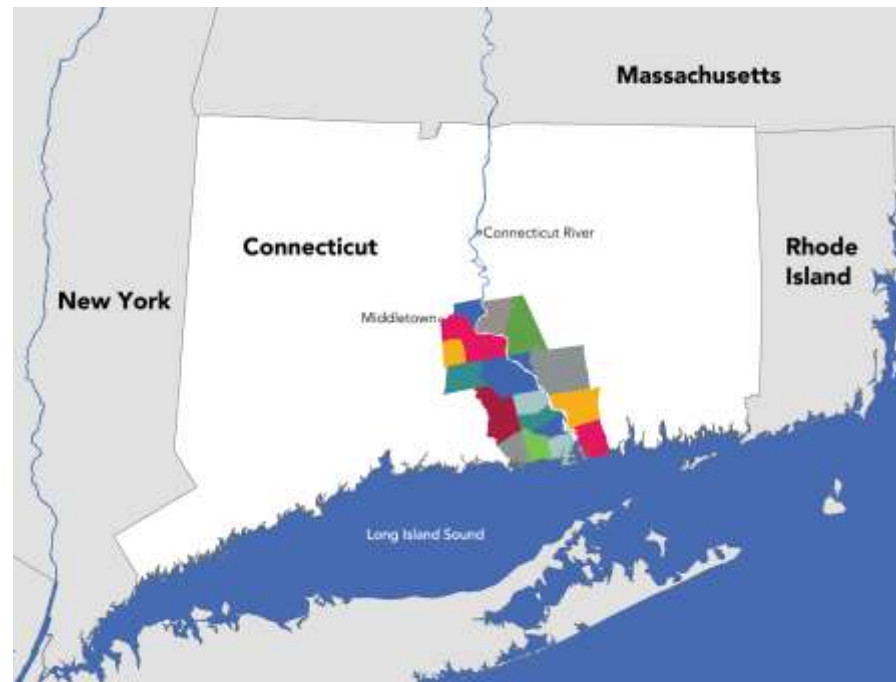 Massachusetts
Connecticut River
Connecticut
Rhode
Island
New York
Middletown
Long Island Sound